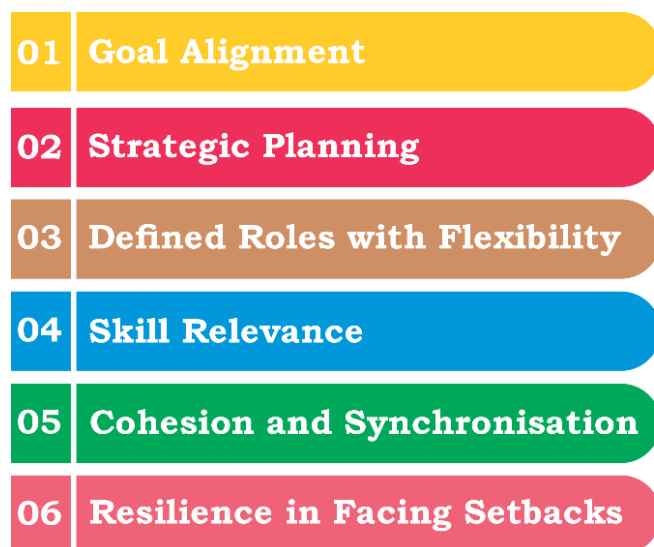 01 Goal Alignment
02 Strategic Planning
03 Defined Roles with Flexibility
04 Skill Relevance
05 Cohesion and Synchronisation
06 Resilience in Facing Setbacks